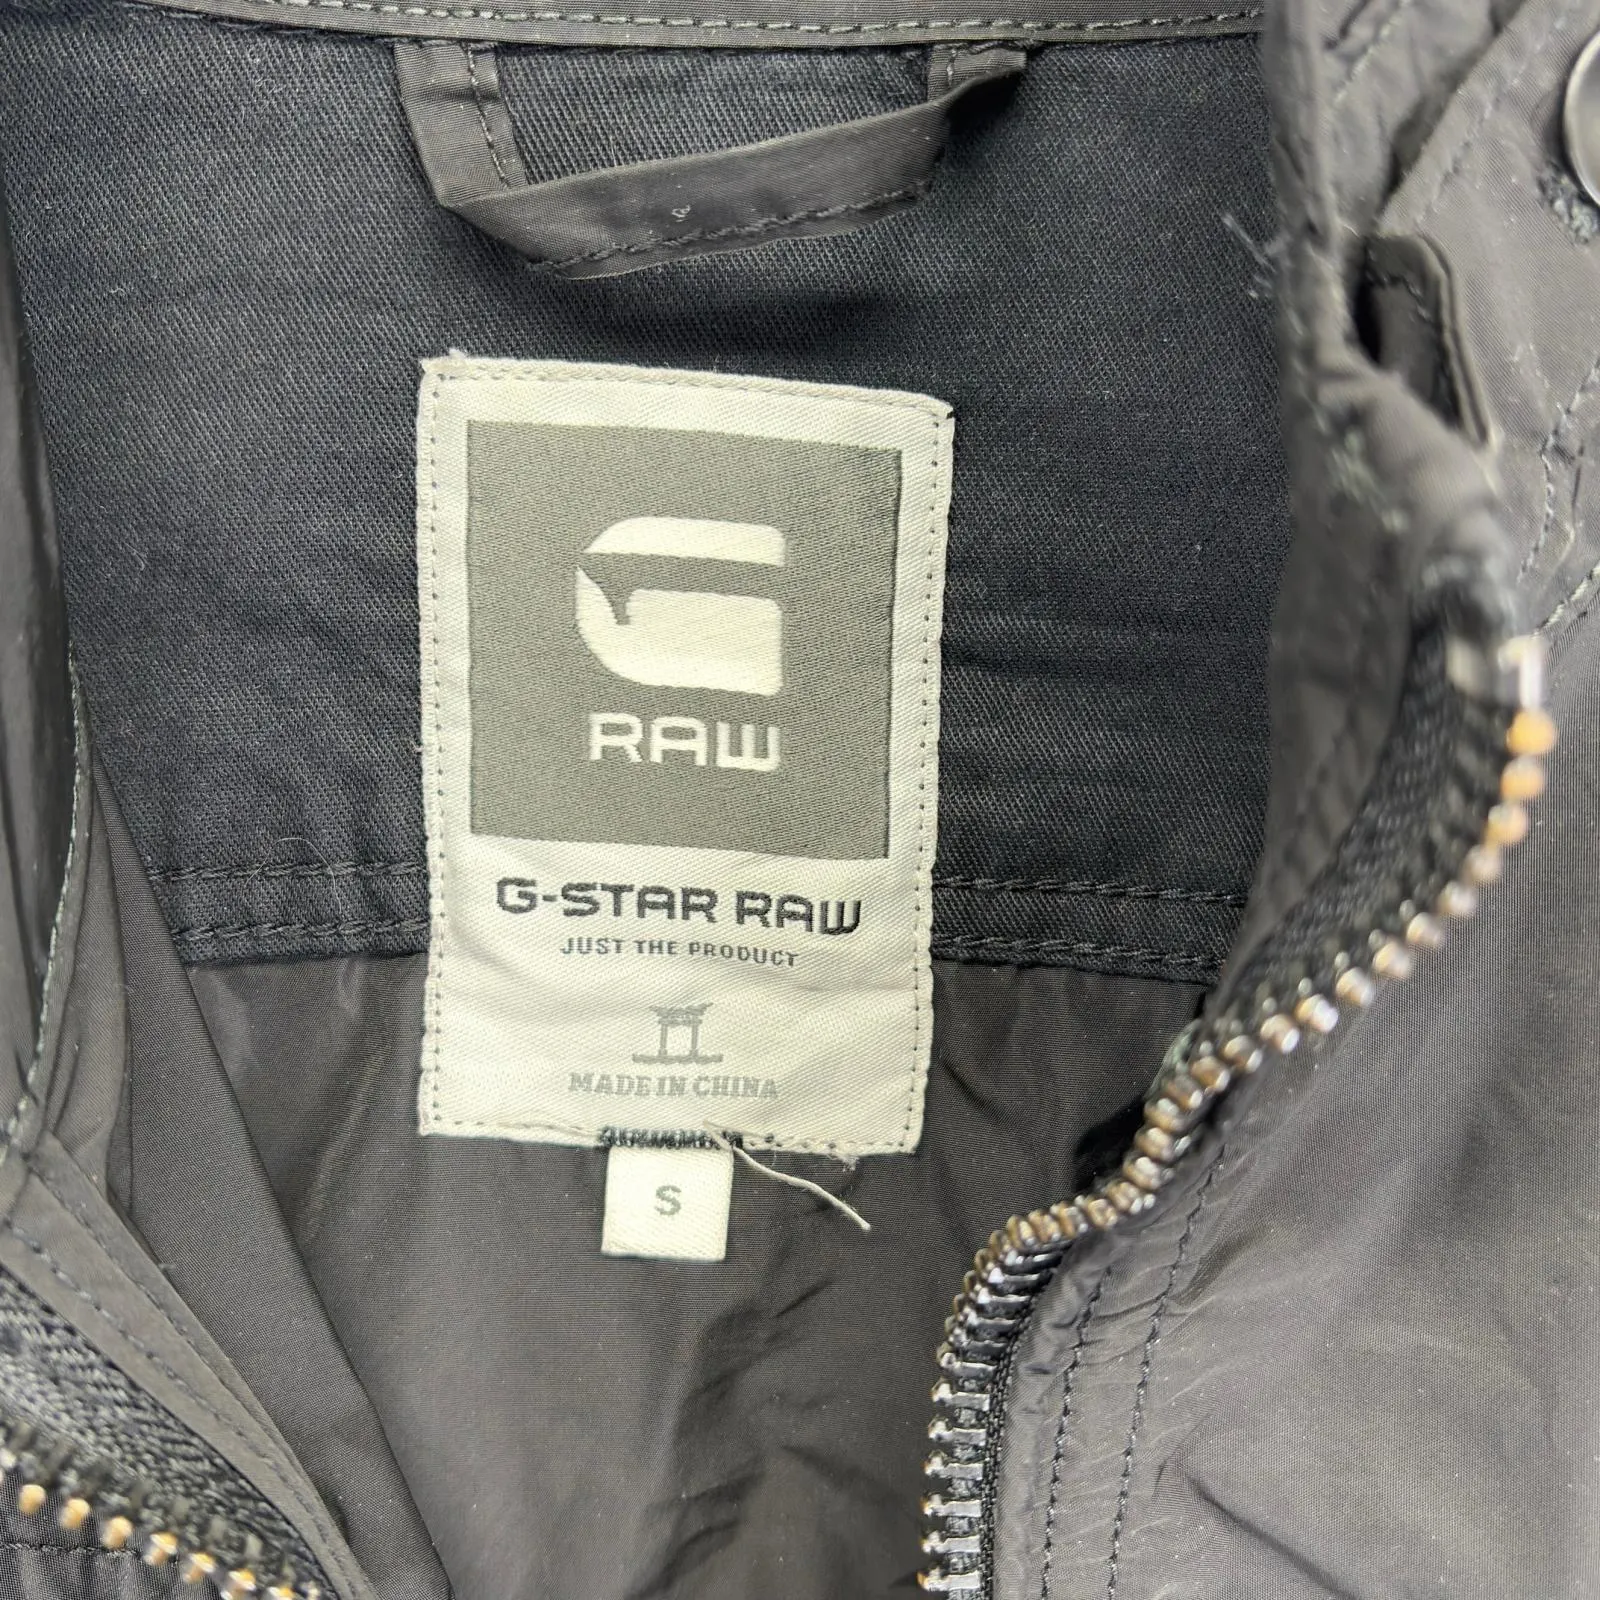 RAW
G-STAR RAW
JUST THE PRODUCT
MADE IN CHINA
S